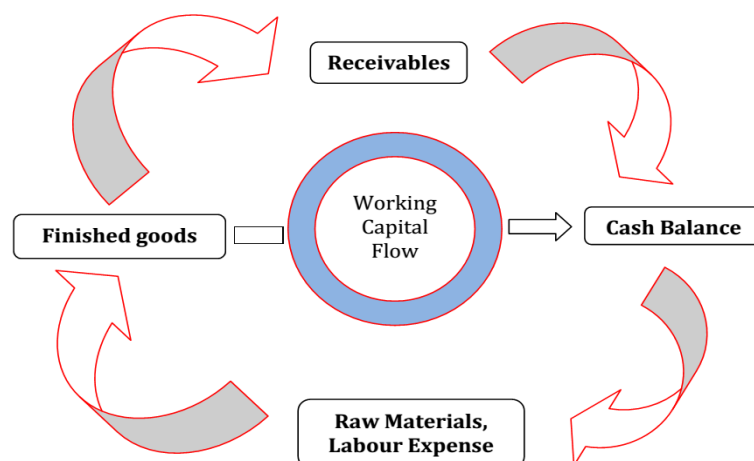 Receivables
Working
Capital
Flow
Finished goods
Cash Balance
Raw Materials,
Labour Expense